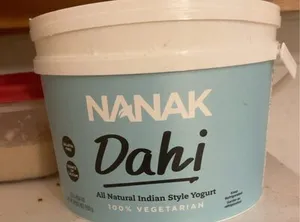 NANAK
Dahi
All Natural Indian Style Yogurt
100% VEGETARIAN